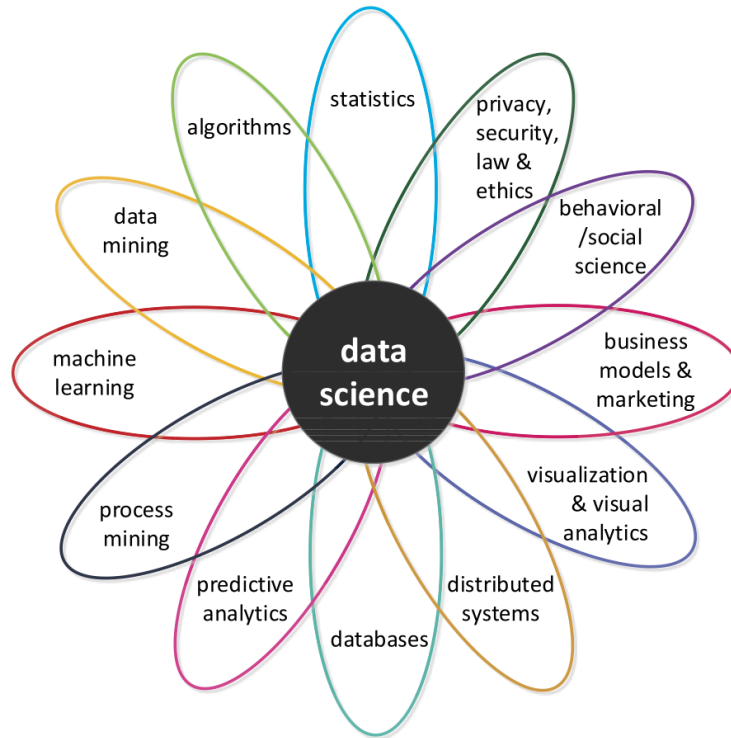 statistics
privacy,
security,
law &
ethics
behavioral
/social
science
business
models &
marketing
visualization
& visual
analytics
distributed
systems
databases
predictive
analytics
process
mining
machine
learning
data
mining
algorithms
data
science